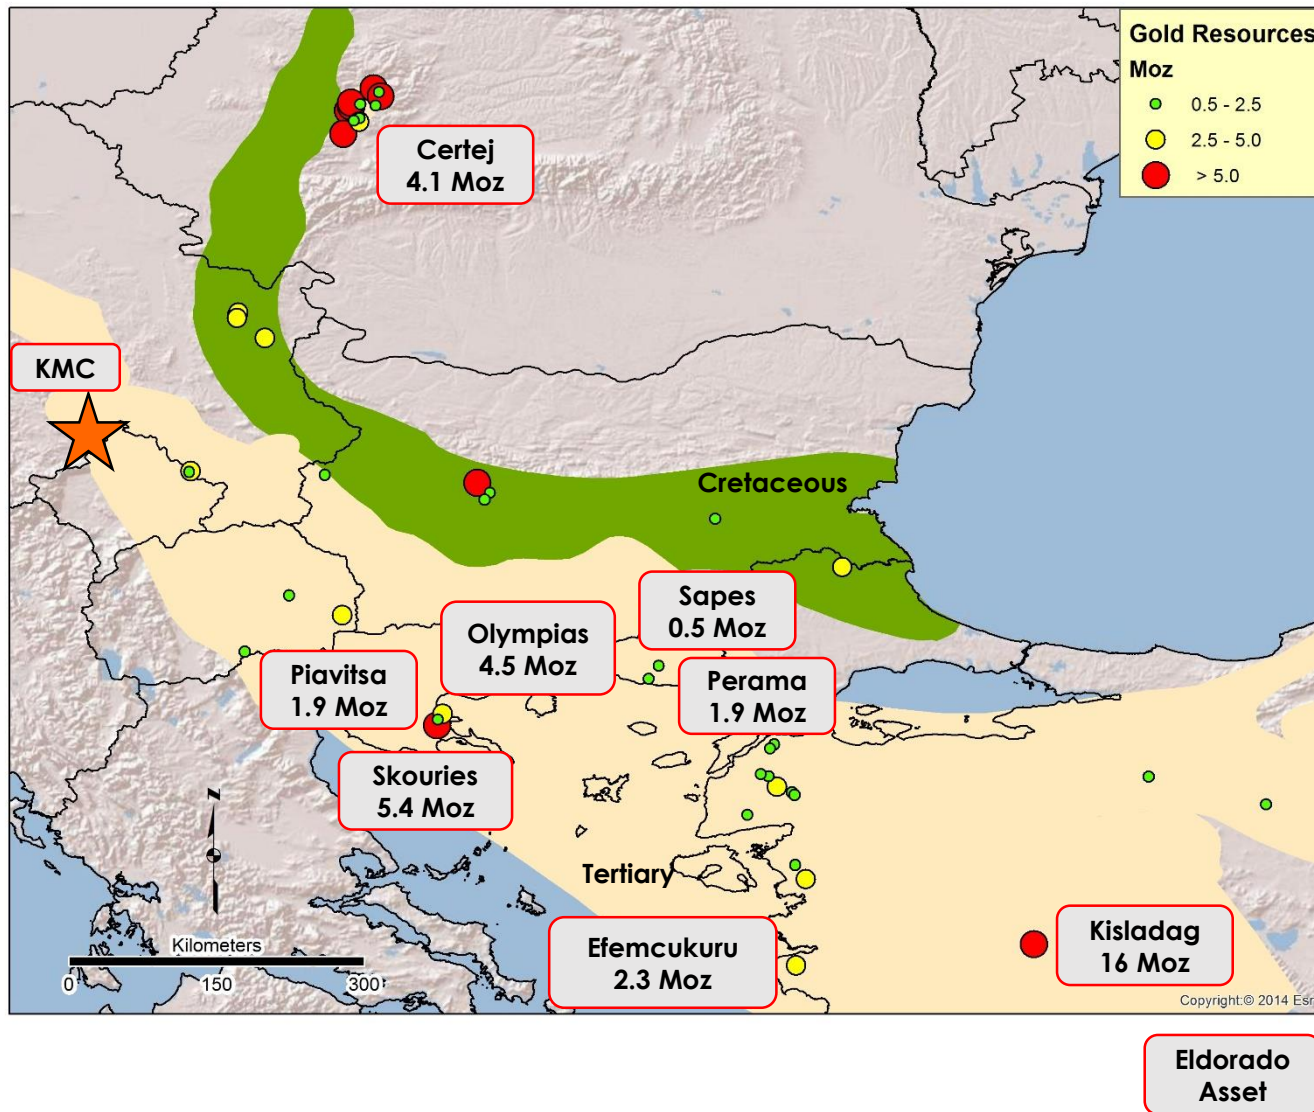 Gold Resources
Moz
0.5 - 2.5
2.5 - 5.0
> 5.0
Certej
4.1 Moz
KMC
Cretaceous
Sapes
0.5 Moz
Olympias
4.5 Moz
Piavitsa
1.9 Moz
Perama
1.9 Moz
Skouries
5.4 Moz
N
Tertiary
Efemcukuru
2.3 Moz
Kisladag
16 Moz
Kilometers
0 150 300
Copyright:© 2014 Esr
Eldorado
Asset